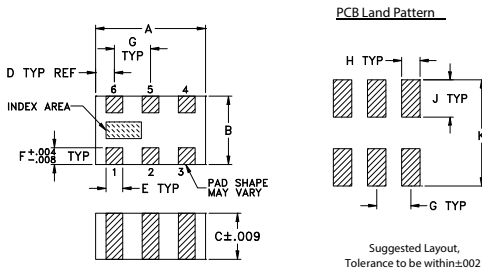 PCB Land Pattern
A
G
TYP
D TYP REF
6 5 4
INDEX AREA
B
F+.004
-.008 TYP
1 2 3
E TYP
PAD SHAPE
MAY VARY
C±.009
H TYP
J TYP
K
G TYP
Suggested Layout,
Tolerance to be within±002